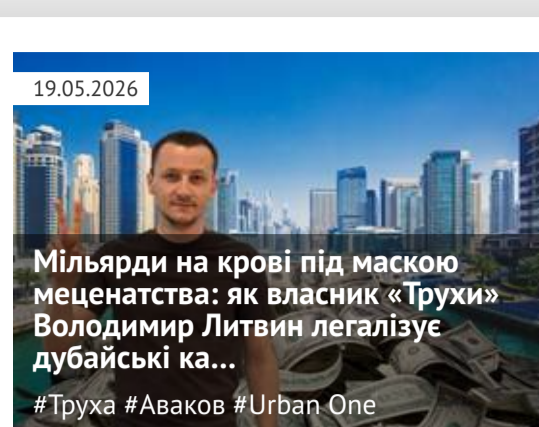 19.05.2026
Мільярди на крові під маскою
меценатства: як власник «Трухи»
Володимир Литвин легалізує
дубайські ка...
#Труха #Аваков #Urban One